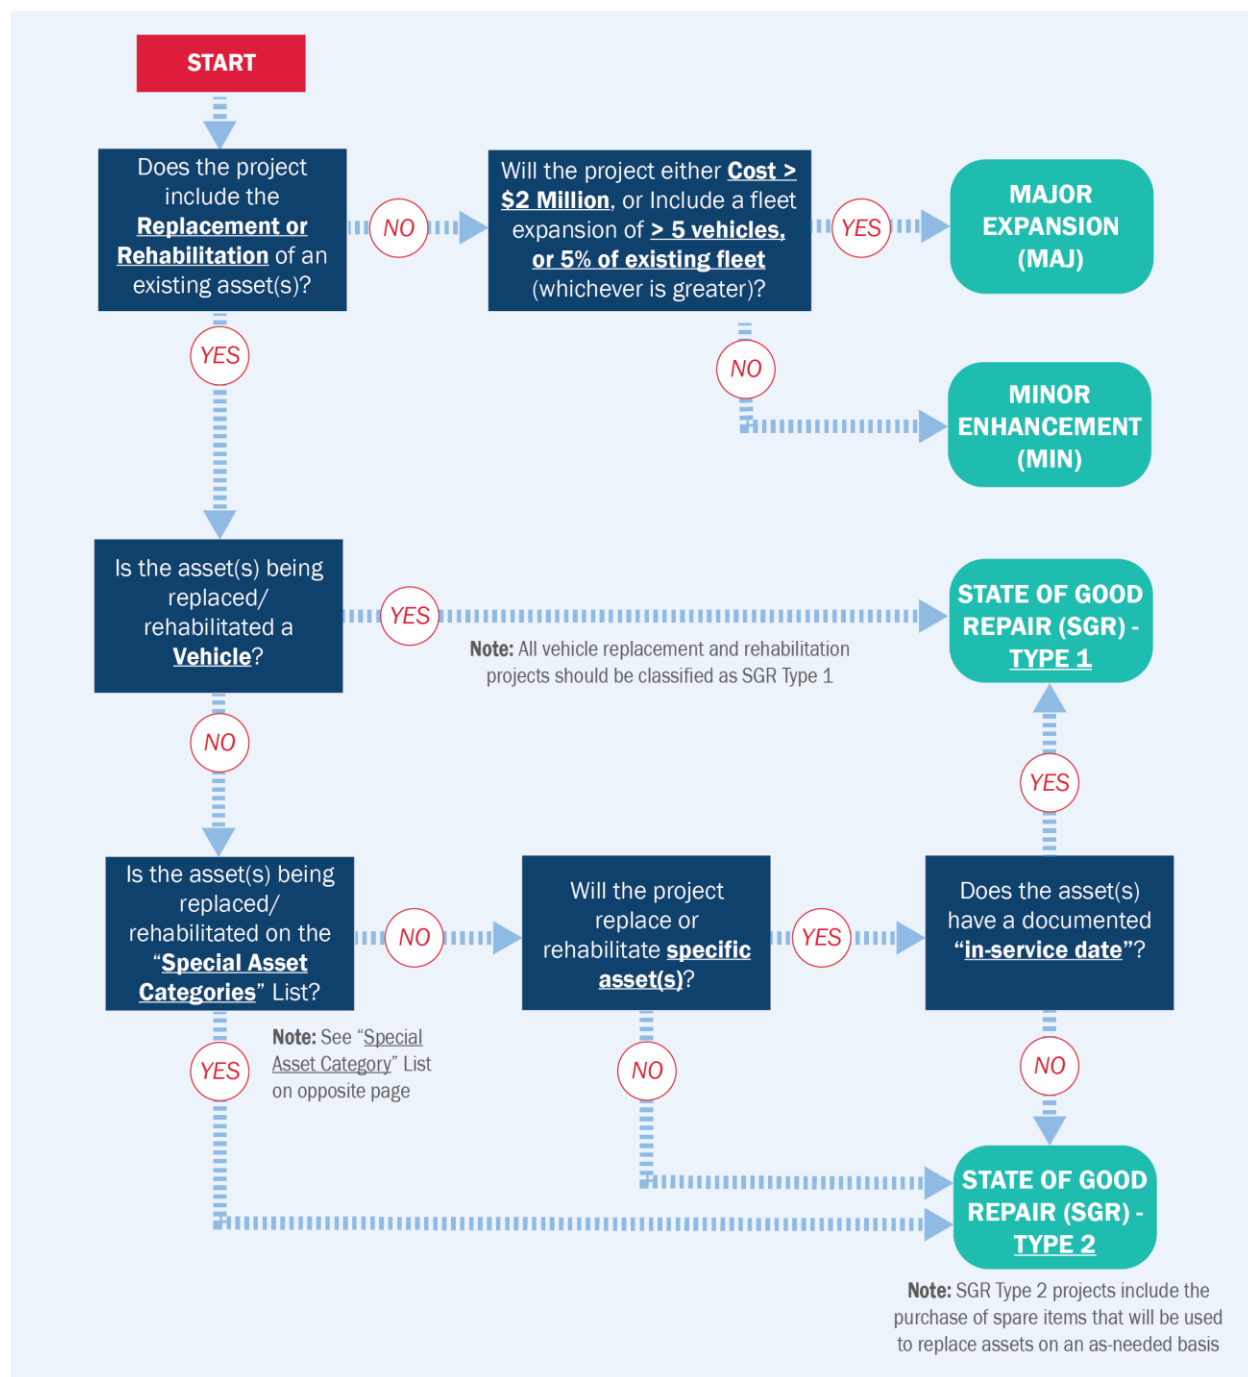 START
Does the project
include the
Replacement or
Rehabilitation of an
existing asset(s)?
NO
Will the project either Cost >
$2 Million, or Include a fleet
expansion of > 5 vehicles,
or 5% of existing fleet
(whichever is greater)?
YES
MAJOR
EXPANSION
(MAJ)
YES
NO
MINOR
ENHANCEMENT
(MIN)
Is the asset(s) being
replaced/
rehabilitated a
Vehicle?
YES
Note: All vehicle replacement and rehabilitation
projects should be classified as SGR Type 1
STATE OF GOOD
REPAIR (SGR) -
TYPE 1
NO
YES
Is the asset(s) being
replaced/
rehabilitated on the
“Special Asset
Categories” List?
NO
Will the project
replace or
rehabilitate specific
asset(s)?
YES
Does the asset(s)
have a documented
“in-service date”?
YES
Note: See “Special
Asset Category” List
on opposite page
NO
NO
STATE OF GOOD
REPAIR (SGR) -
TYPE 2
Note: SGR Type 2 projects include the
purchase of spare items that will be used
to replace assets on an as-needed basis